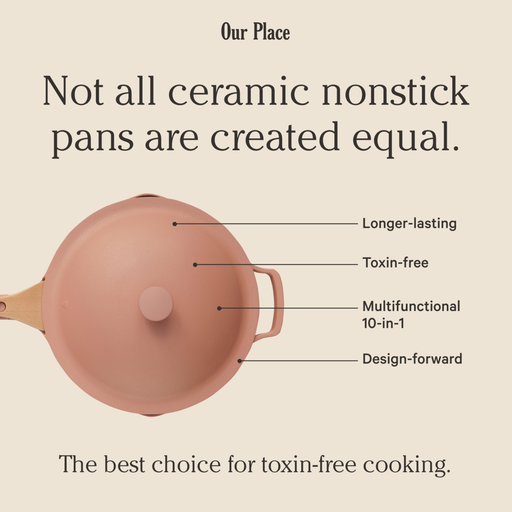 Our Place
Not all ceramic nonstick
pans are created equal.
Longer-lasting
Toxin-free
Multifunctional
10-in-1
Design-forward
The best choice for toxin-free cooking.